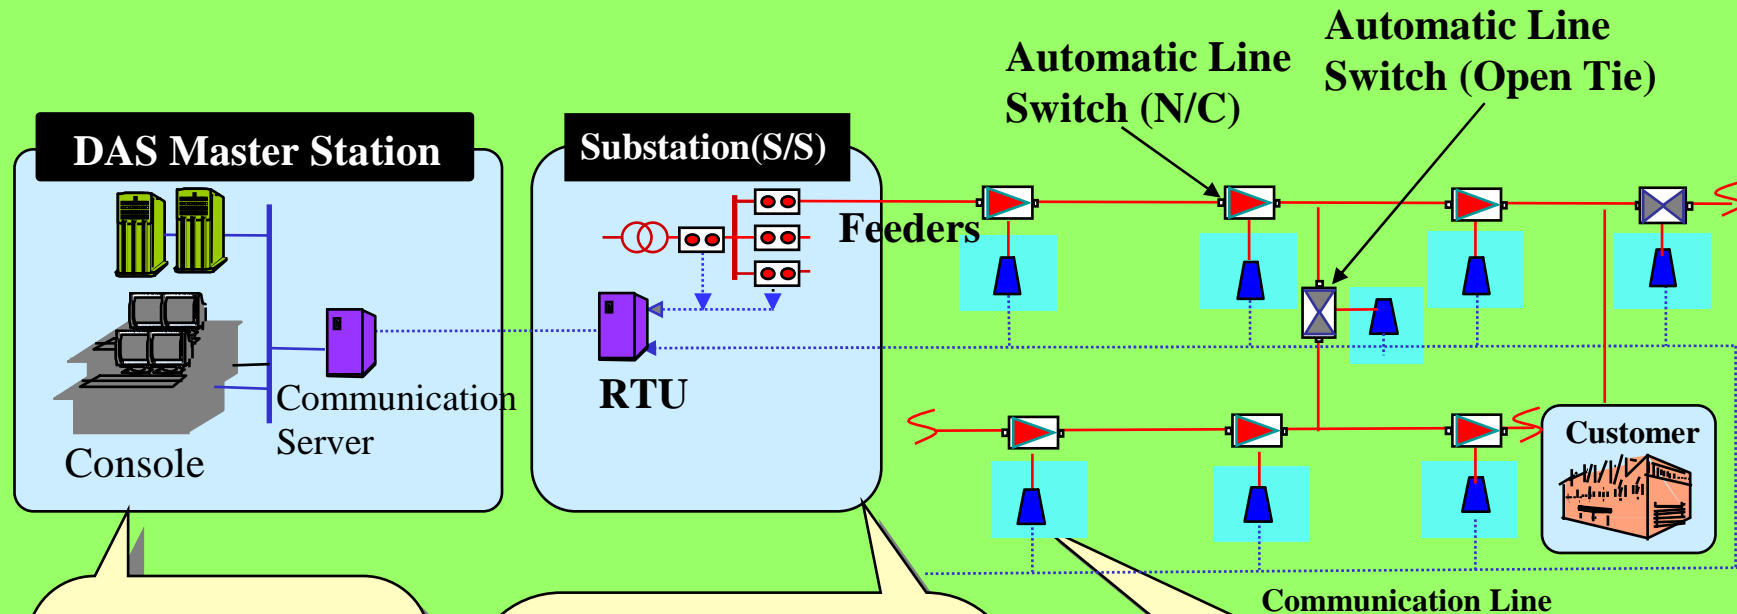 Automatic Line
Switch (N/C)
Automatic Line
Switch (Open Tie)
DAS Master Station
Substation(S/S)
Feeders
RTU
Communication
Server
Console
Customer
Communication Line